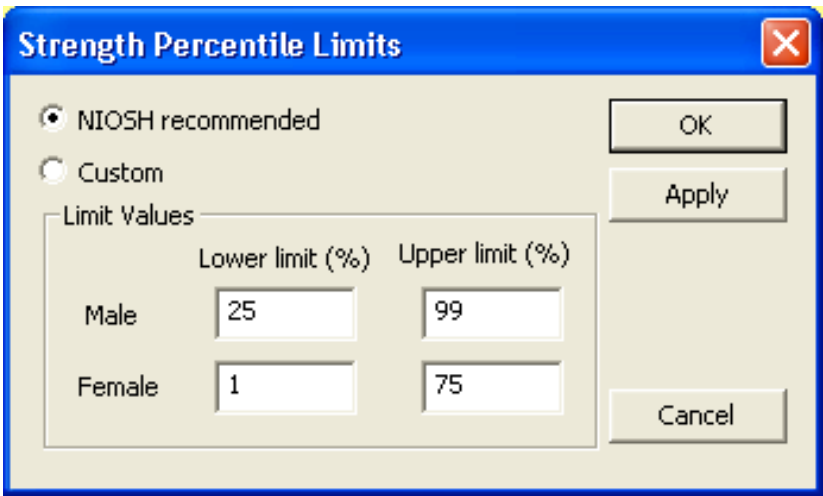 Strength Percentile Limits
NIOSH recommended
OK
Custom
Apply
Limit Values
Lower limit (%) Upper limit (%)
Male 25 99
Female 1 75
Cancel